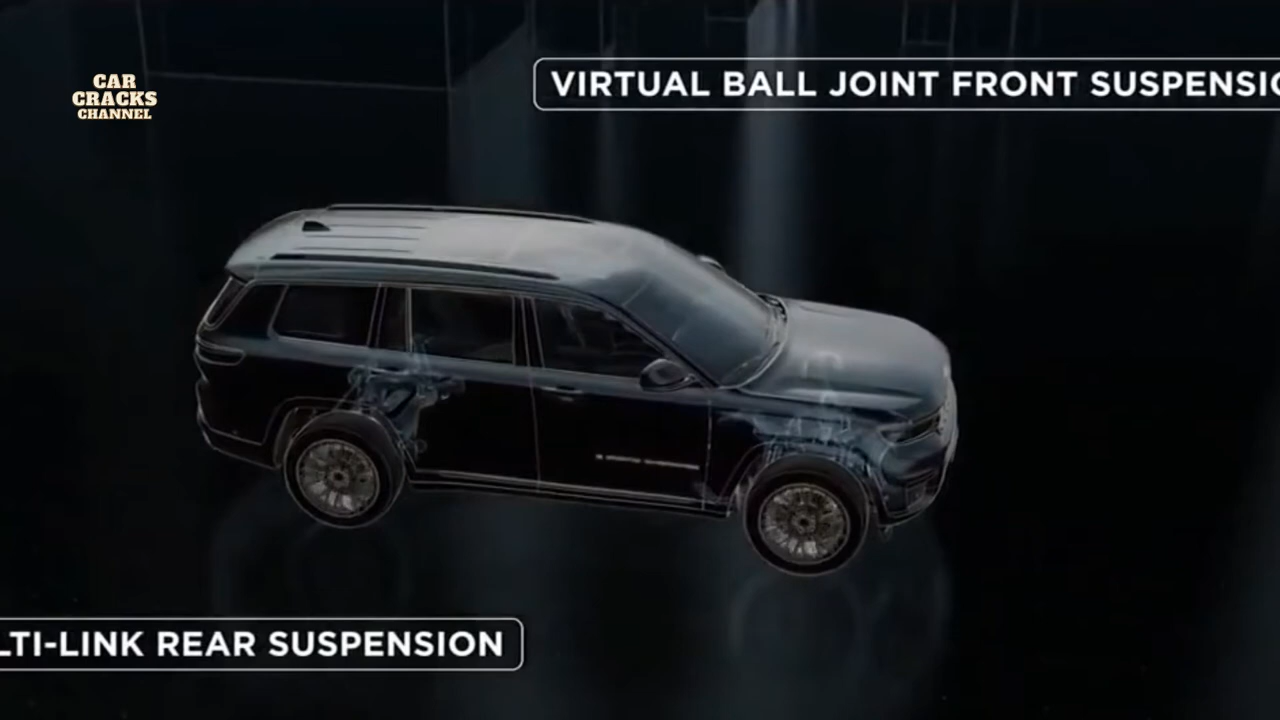 CAR
CRACKS
CHANNEL
VIRTUAL BALL JOINT FRONT SUSPENSIO
LTI-LINK REAR SUSPENSION